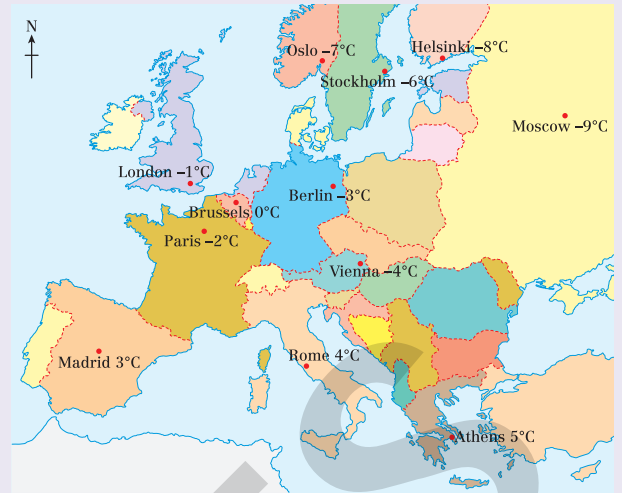 N
Oslo –7°C
Helsinki –8°C
Stockholm –6°C
Moscow –9°C
London –1°C
Berlin –3°C
Brussels 0°C
Paris –2°C
Vienna –4°C
Madrid 3°C
Rome 4°C
Athens 5°C